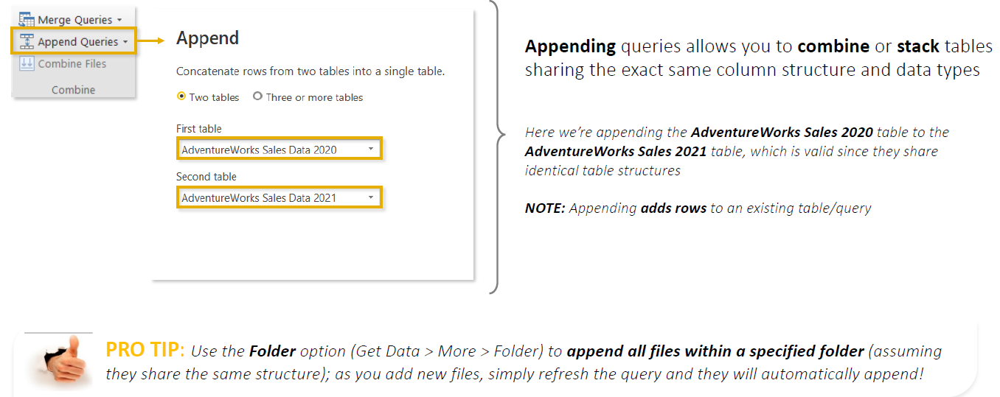 Merge Queries
Append Queries
Combine Files
Combine
Append
Concatenate rows from two tables into a single table.
Two tables Three or more tables
First table
AdventureWorks Sales Data 2020
Second table
AdventureWorks Sales Data 2021
Appending queries allows you to combine or stack tables
sharing the exact same column structure and data types
Here we’re appending the AdventureWorks Sales 2020 table to the
AdventureWorks Sales 2021 table, which is valid since they share
identical table structures
NOTE: Appending adds rows to an existing table/query
PRO TIP: Use the Folder option (Get Data > More > Folder) to append all files within a specified folder (assuming
they share the same structure); as you add new files, simply refresh the query and they will automatically append!